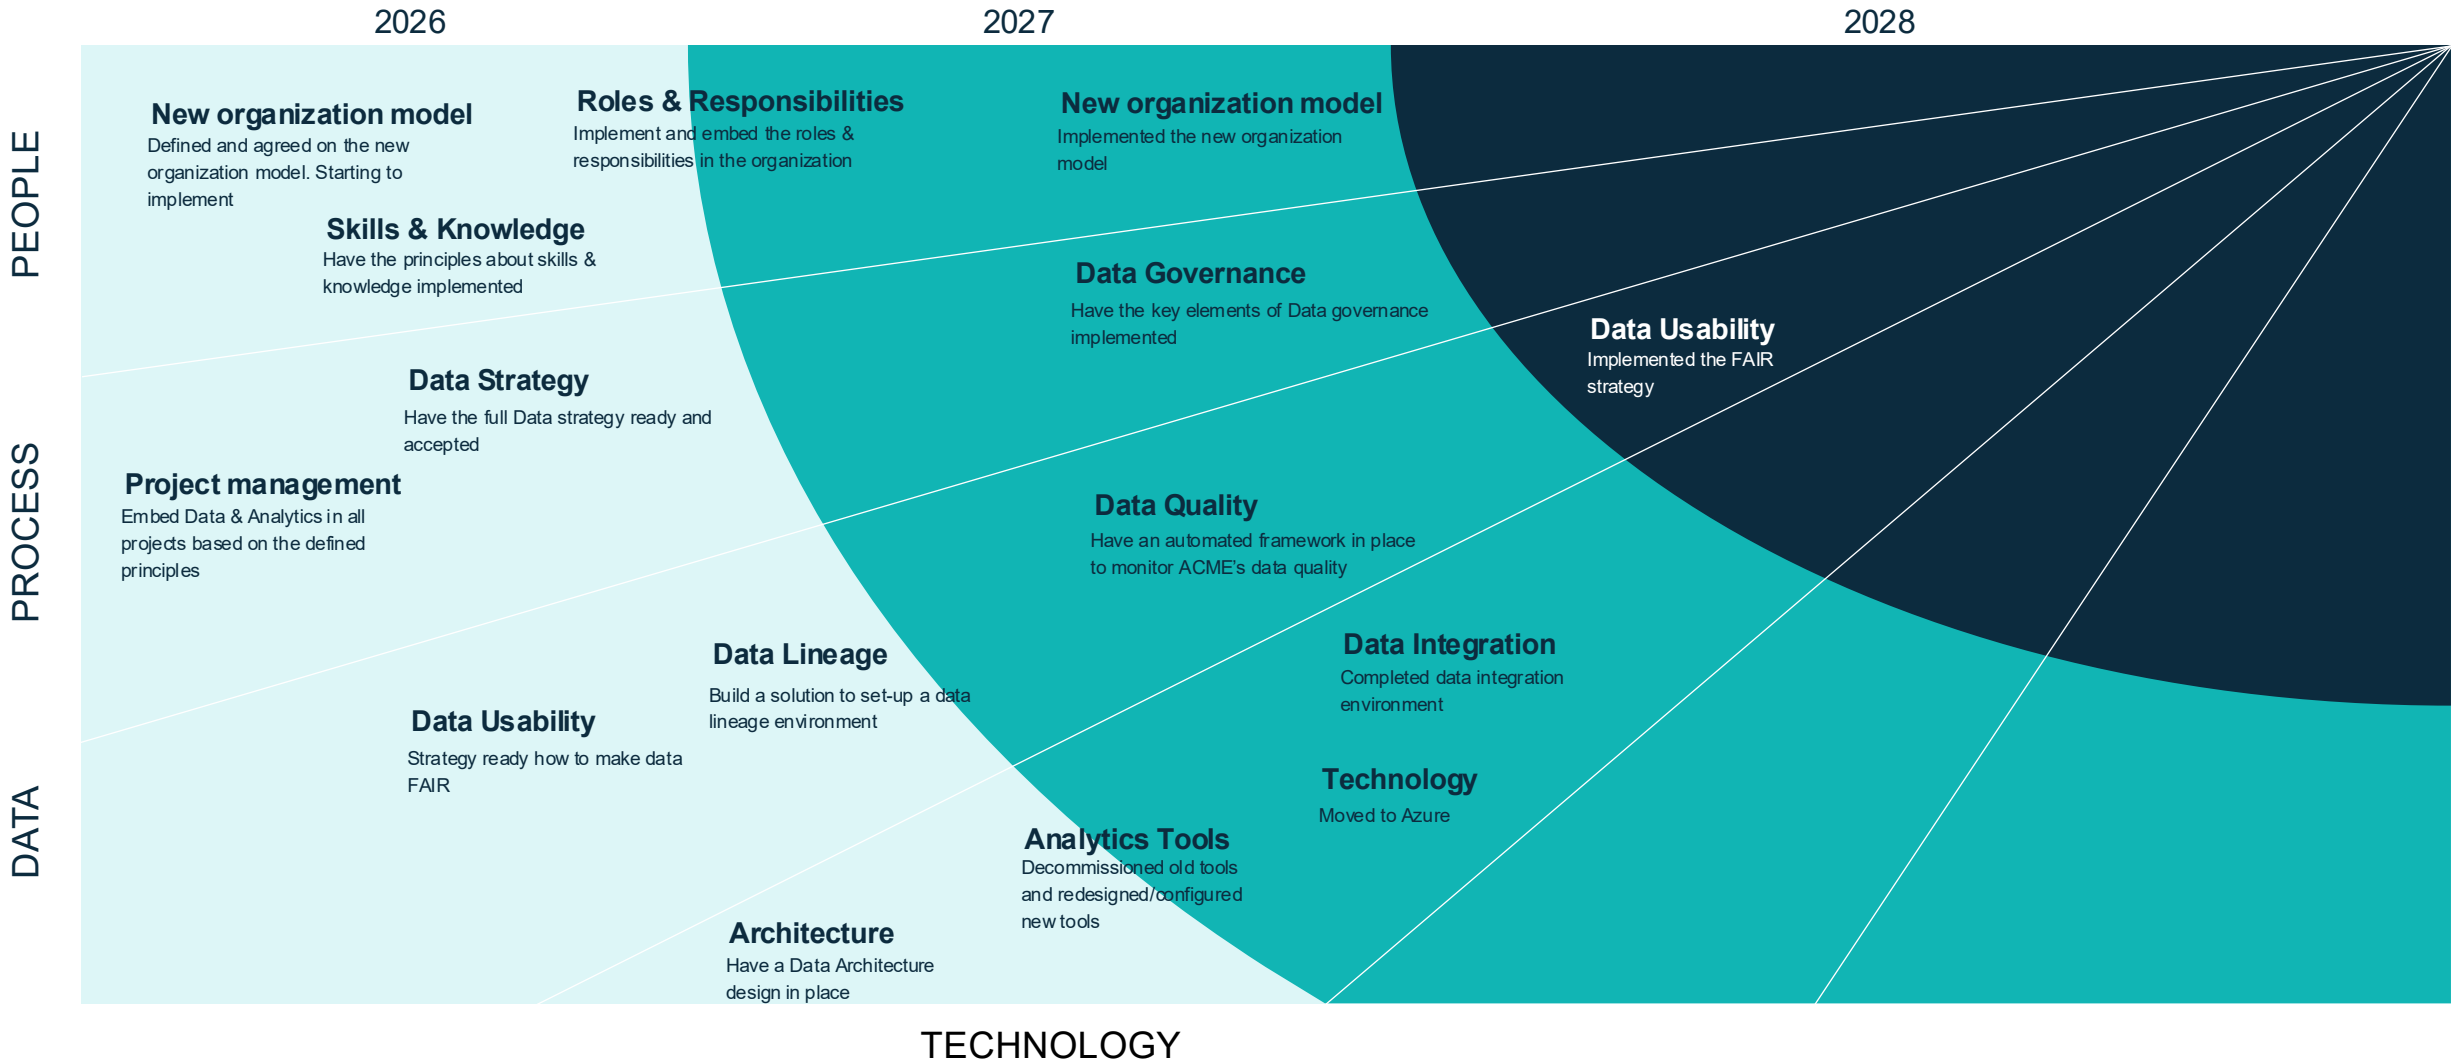 2026
2027
2028
PEOPLE
New organization model
Defined and agreed on the new
organization model. Starting to
implement
Roles & Responsibilities
Implement and embed the roles &
responsibilities in the organization
New organization model
Implemented the new organization
model
Skills & Knowledge
Have the principles about skills &
knowledge implemented
PROCESS
Data Strategy
Have the full Data strategy ready and
accepted
Project management
Embed Data & Analytics in all
projects based on the defined
principles
Data Governance
Have the key elements of Data governance
implemented
DATA
Data Usability
Strategy ready how to make data
FAIR
Data Lineage
Build a solution to set-up a data
lineage environment
Data Quality
Have an automated framework in place
to monitor ACME's data quality
Data Usability
Implemented the FAIR
strategy
Architecture
Have a Data Architecture
design in place
Analytics Tools
Decommissioned old tools
and redesigned/configured
new tools
Data Integration
Completed data integration
environment
Technology
Moved to Azure
TECHNOLOGY